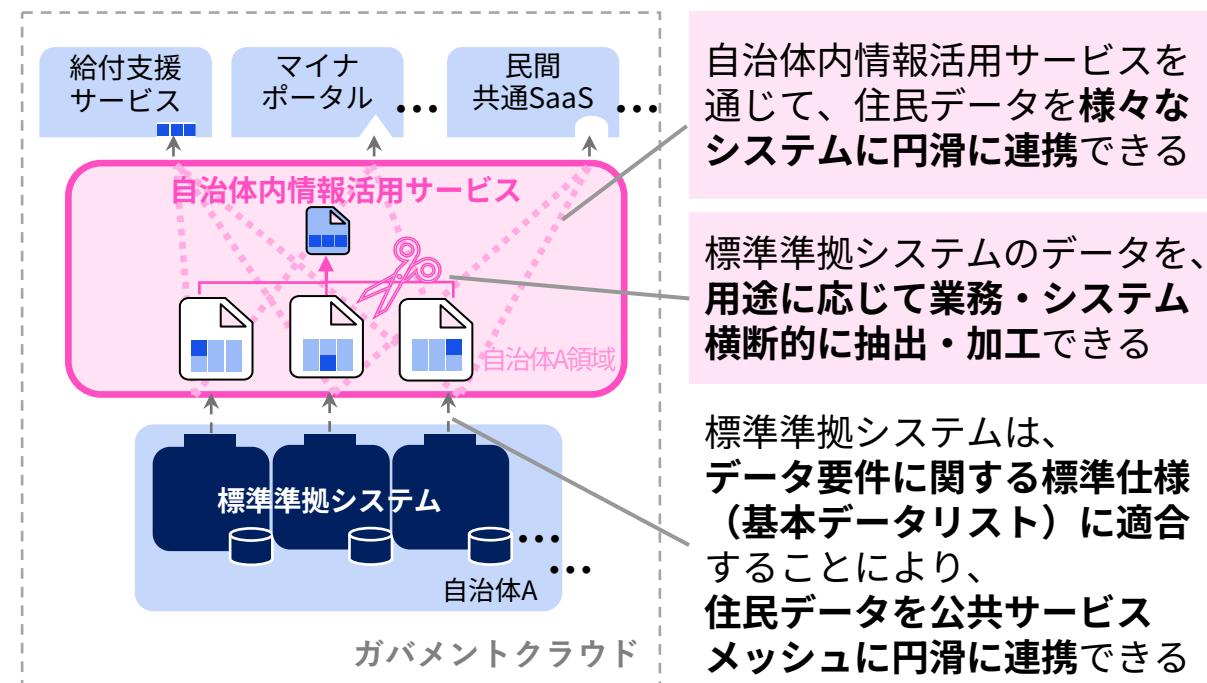 給付支援
サービス
マイナ
ポータル
•••
民間
共通SaaS
•••
自治体内情報活用サービス
自治体A領域
標準準拠システム
•••
•••
自治体A
ガバメントクラウド
自治体内情報活用サービスを
通じて、住民データを様々な
システムに円滑に連携できる
標準準拠システムのデータを、
用途に応じて業務・システム
横断的に抽出・加工できる
標準準拠システムは、
データ要件に関する標準仕様
（基本データリスト）に適合
することにより、
住民データを公共サービス
メッシュに円滑に連携できる